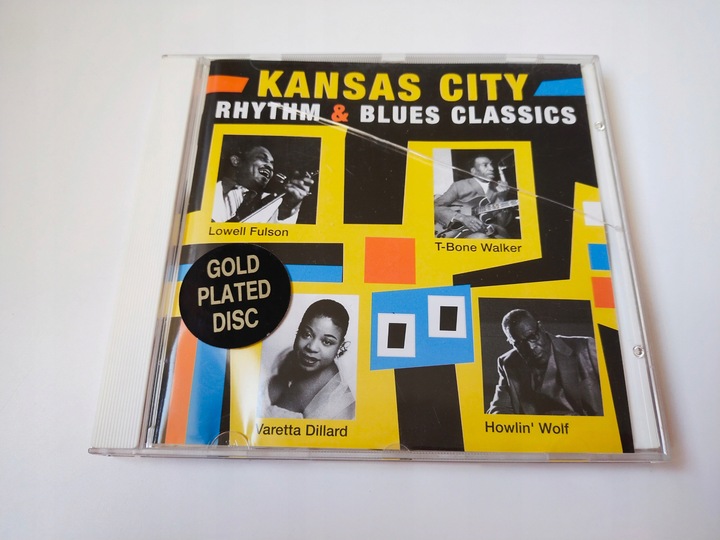 KANSAS CITY
RHYTHM & BLUES CLASSICS
Lowell Fulson
T-Bone Walker
GOLD
PLATED
DISC
Varetta Dillard
Howlin' Wolf